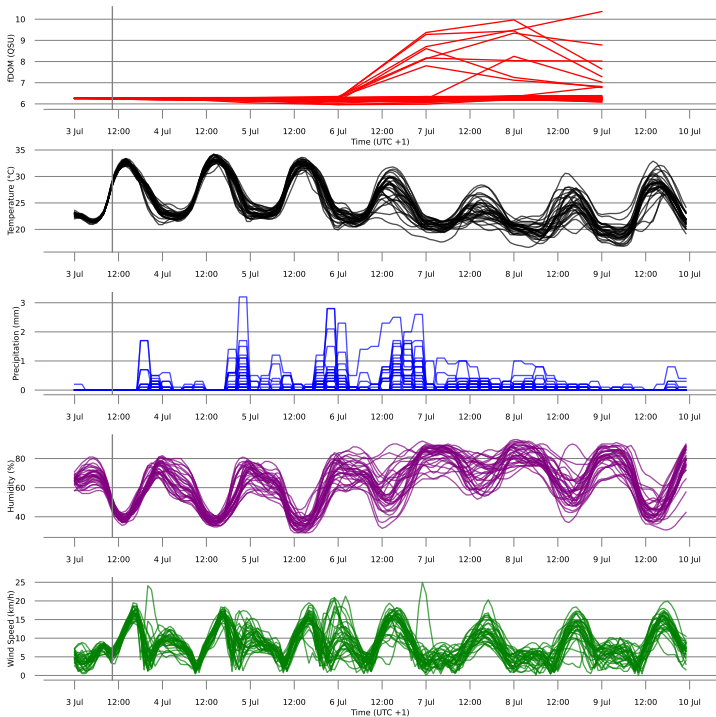 10
9
8
7
6
fDOM (QSU)
3 Jul 12:00 4 Jul 12:00 5 Jul 12:00 6 Jul 12:00 7 Jul 12:00 8 Jul 12:00 9 Jul 12:00 10 Jul
Time (UTC +1)
35
30
25
20
Temperature (°C)
3 Jul 12:00 4 Jul 12:00 5 Jul 12:00 6 Jul 12:00 7 Jul 12:00 8 Jul 12:00 9 Jul 12:00 10 Jul
3
2
1
0
Precipitation (mm)
3 Jul 12:00 4 Jul 12:00 5 Jul 12:00 6 Jul 12:00 7 Jul 12:00 8 Jul 12:00 9 Jul 12:00 10 Jul
80
60
40
Humidity (%)
3 Jul 12:00 4 Jul 12:00 5 Jul 12:00 6 Jul 12:00 7 Jul 12:00 8 Jul 12:00 9 Jul 12:00 10 Jul
25
20
15
10
5
0
Wind Speed (km/h)
3 Jul 12:00 4 Jul 12:00 5 Jul 12:00 6 Jul 12:00 7 Jul 12:00 8 Jul 12:00 9 Jul 12:00 10 Jul
Time (UTC +1)